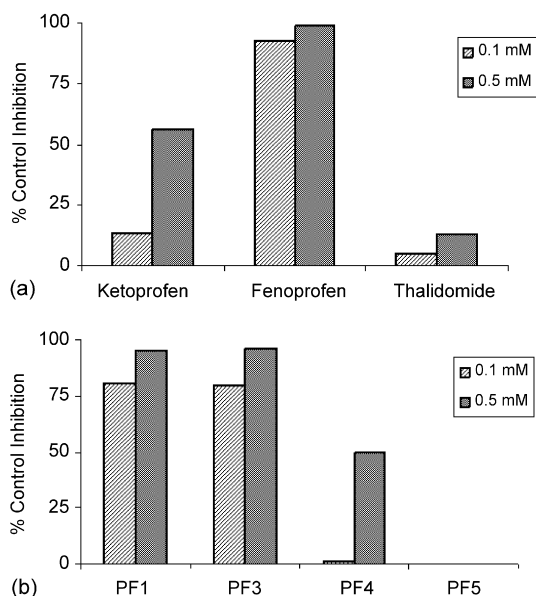 100
75
50
25
0
% Control Inhibition
0.1 mM
0.5 mM
(a)
Ketoprofen Fenoprofen Thalidomide
100
75
50
25
0
% Control Inhibition
0.1 mM
0.5 mM
(b)
PF1 PF3 PF4 PF5